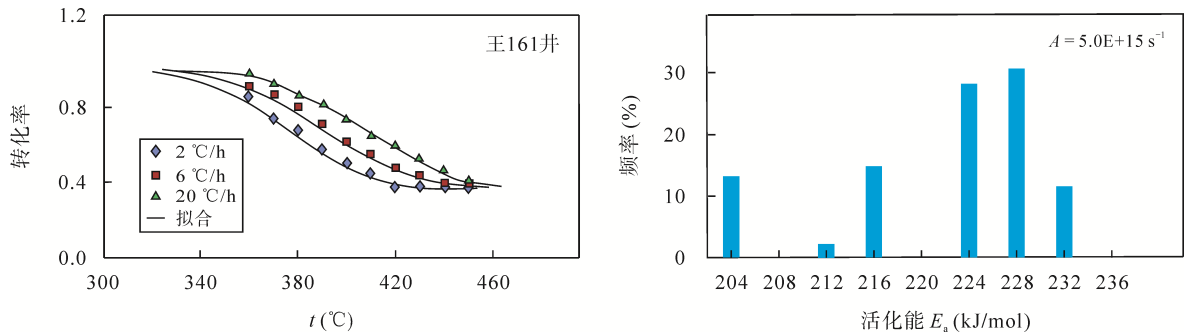 1.2
0.8
0.4
0.0
转化率
王161井
2 ℃/h
6 ℃/h
20 ℃/h
拟合
300 340 380 420 460
t (℃)
A = 5.0E+15 s⁻¹
30
20
10
0
频率 (%)
204 208 212 216 220 224 228 232 236
活化能 Eₐ (kJ/mol)